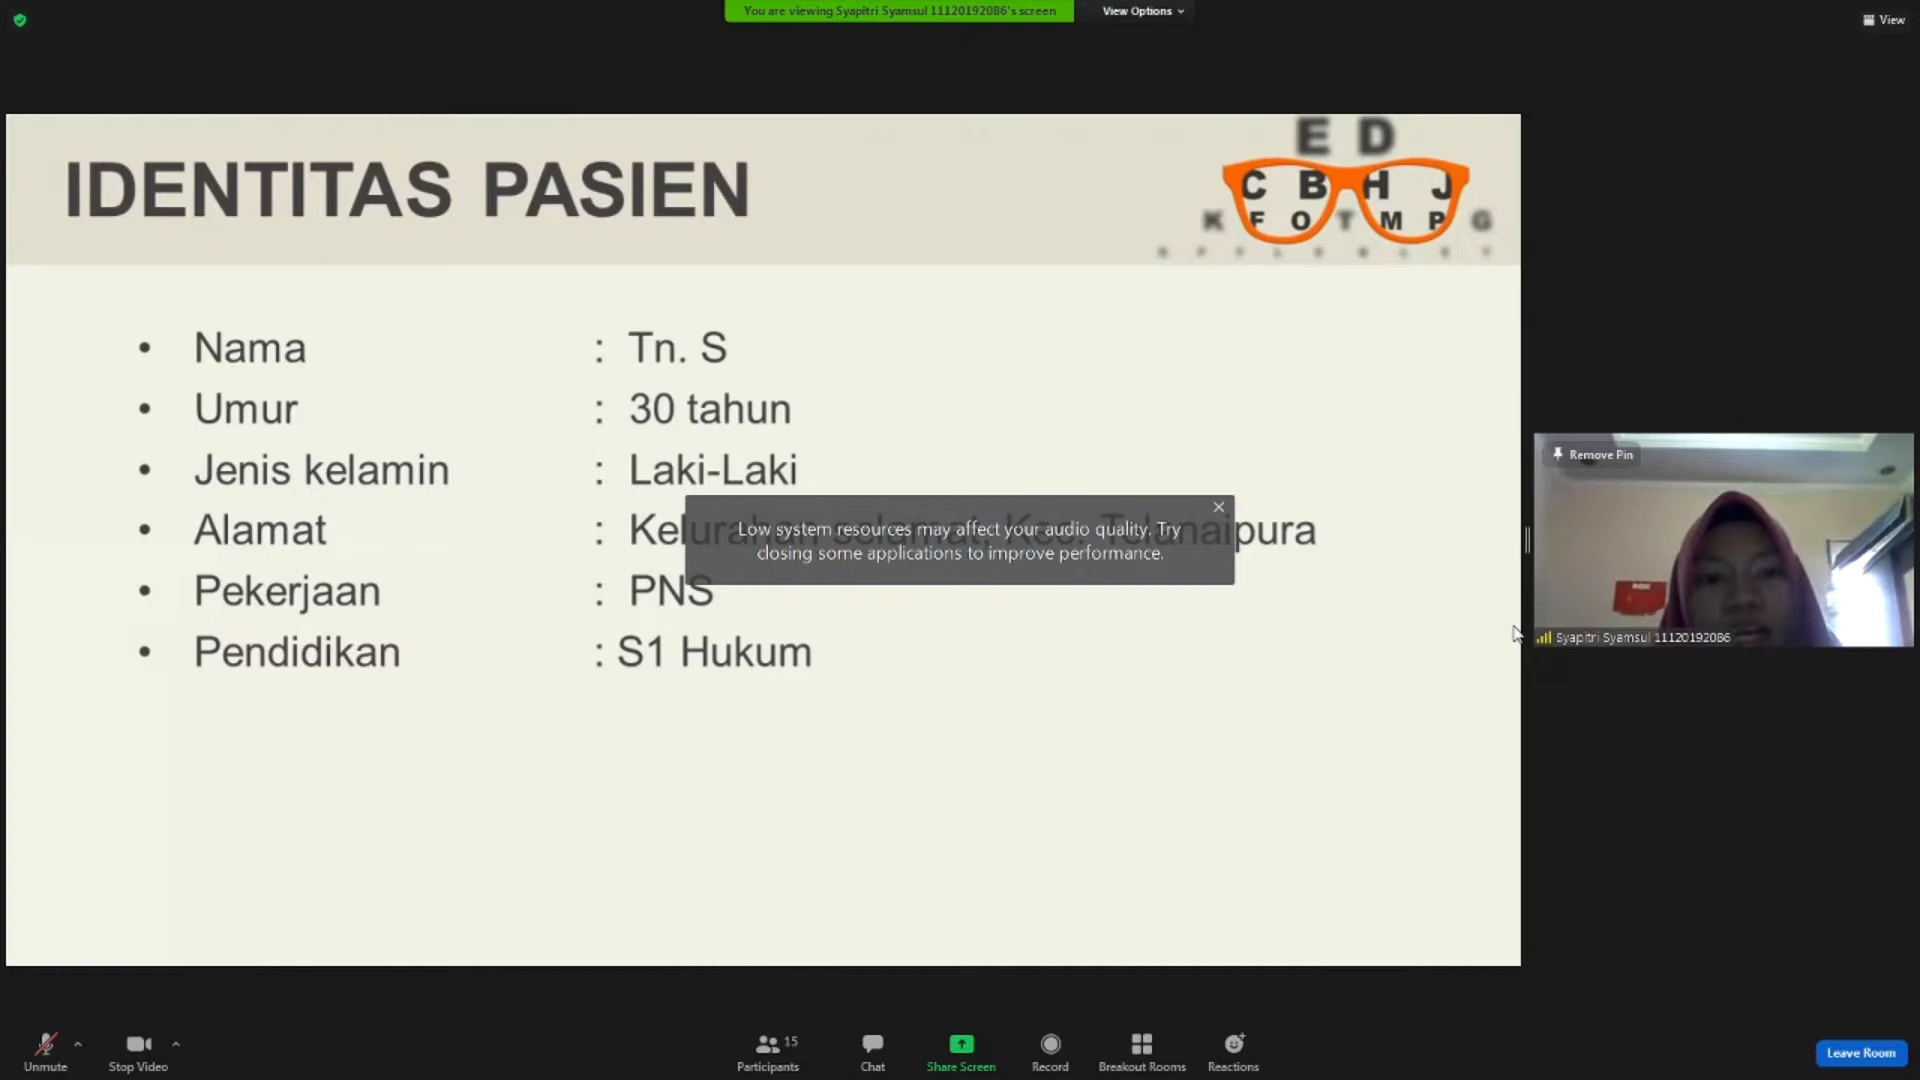 You are viewing Syapitri Syamsul 11120192086's screen
View Options
View
IDENTITAS PASIEN
E D
C B H J
K F O T M P G
• Nama : Tn. S
• Umur : 30 tahun
• Jenis kelamin : Laki-Laki
• Alamat : Kelurahan selamat, Kec. Telanaipura
Low system resources may affect your audio quality. Try
closing some applications to improve performance.
• Pekerjaan : PNS
• Pendidikan : S1 Hukum
Remove Pin
Syapitri Syamsul 11120192086
Unmute
Stop Video
15
Participants
Chat
Share Screen
Record
Breakout Rooms
Reactions
Leave Room